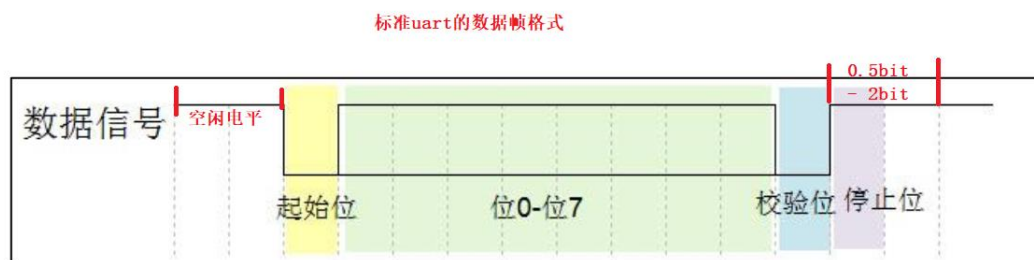 标准uart的数据帧格式
0.5bit
- 2bit
数据信号
空闲电平
起始位
位0-位7
校验位
停止位